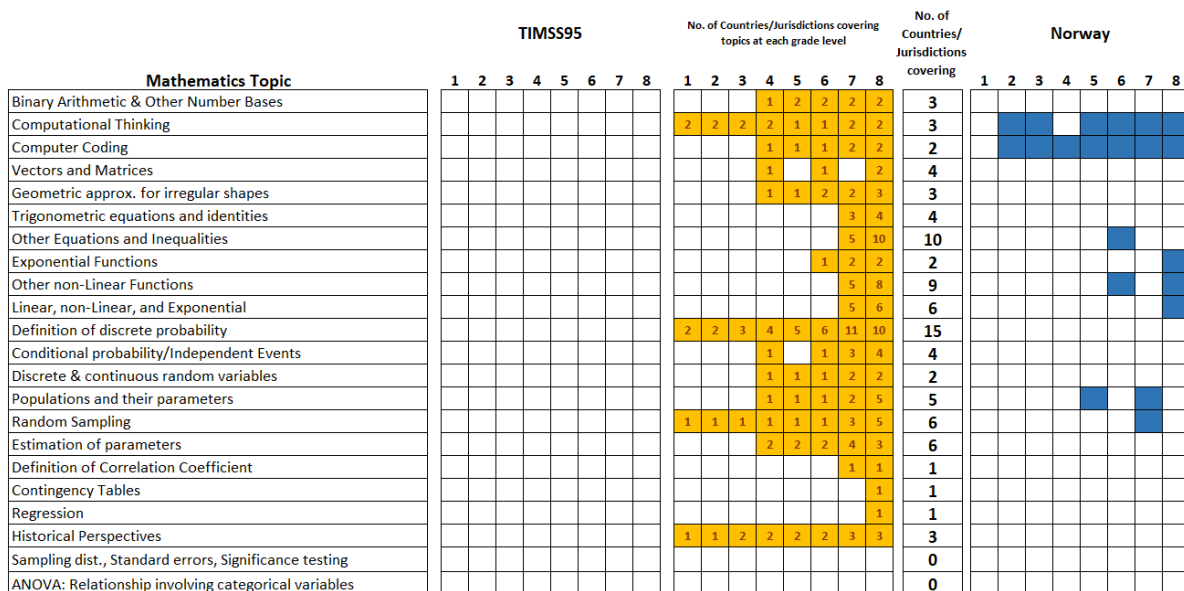 TIMSS95
No. of Countries/Jurisdictions covering
topics at each grade level
No. of
Countries/
Jurisdictions
covering
Norway
Mathematics Topic 1 2 3 4 5 6 7 8 1 2 3 4 5 6 7 8 1 2 3 4 5 6 7 8
Binary Arithmetic & Other Number Bases 1 2 2 2 2 3
Computational Thinking 2 2 2 2 1 1 2 2 3
Computer Coding 1 1 1 2 2 2
Vectors and Matrices 1 1 2 4
Geometric approx. for irregular shapes 1 1 2 2 3 3
Trigonometric equations and identities 3 4 4
Other Equations and Inequalities 5 10 10
Exponential Functions 1 2 2 2
Other non-Linear Functions 5 8 9
Linear, non-Linear, and Exponential 5 6 6
Definition of discrete probability 2 2 3 4 5 6 11 10 15
Conditional probability/Independent Events 1 1 3 4 4
Discrete & continuous random variables 1 1 1 2 2 2
Populations and their parameters 1 1 1 2 5 5
Random Sampling 1 1 1 1 1 1 3 5 6
Estimation of parameters 2 2 2 4 3 6
Definition of Correlation Coefficient 1 1 1
Contingency Tables 1 1
Regression 1 1
Historical Perspectives 1 1 2 2 2 2 3 3 3
Sampling dist., Standard errors, Significance testing 0
ANOVA: Relationship involving categorical variables 0